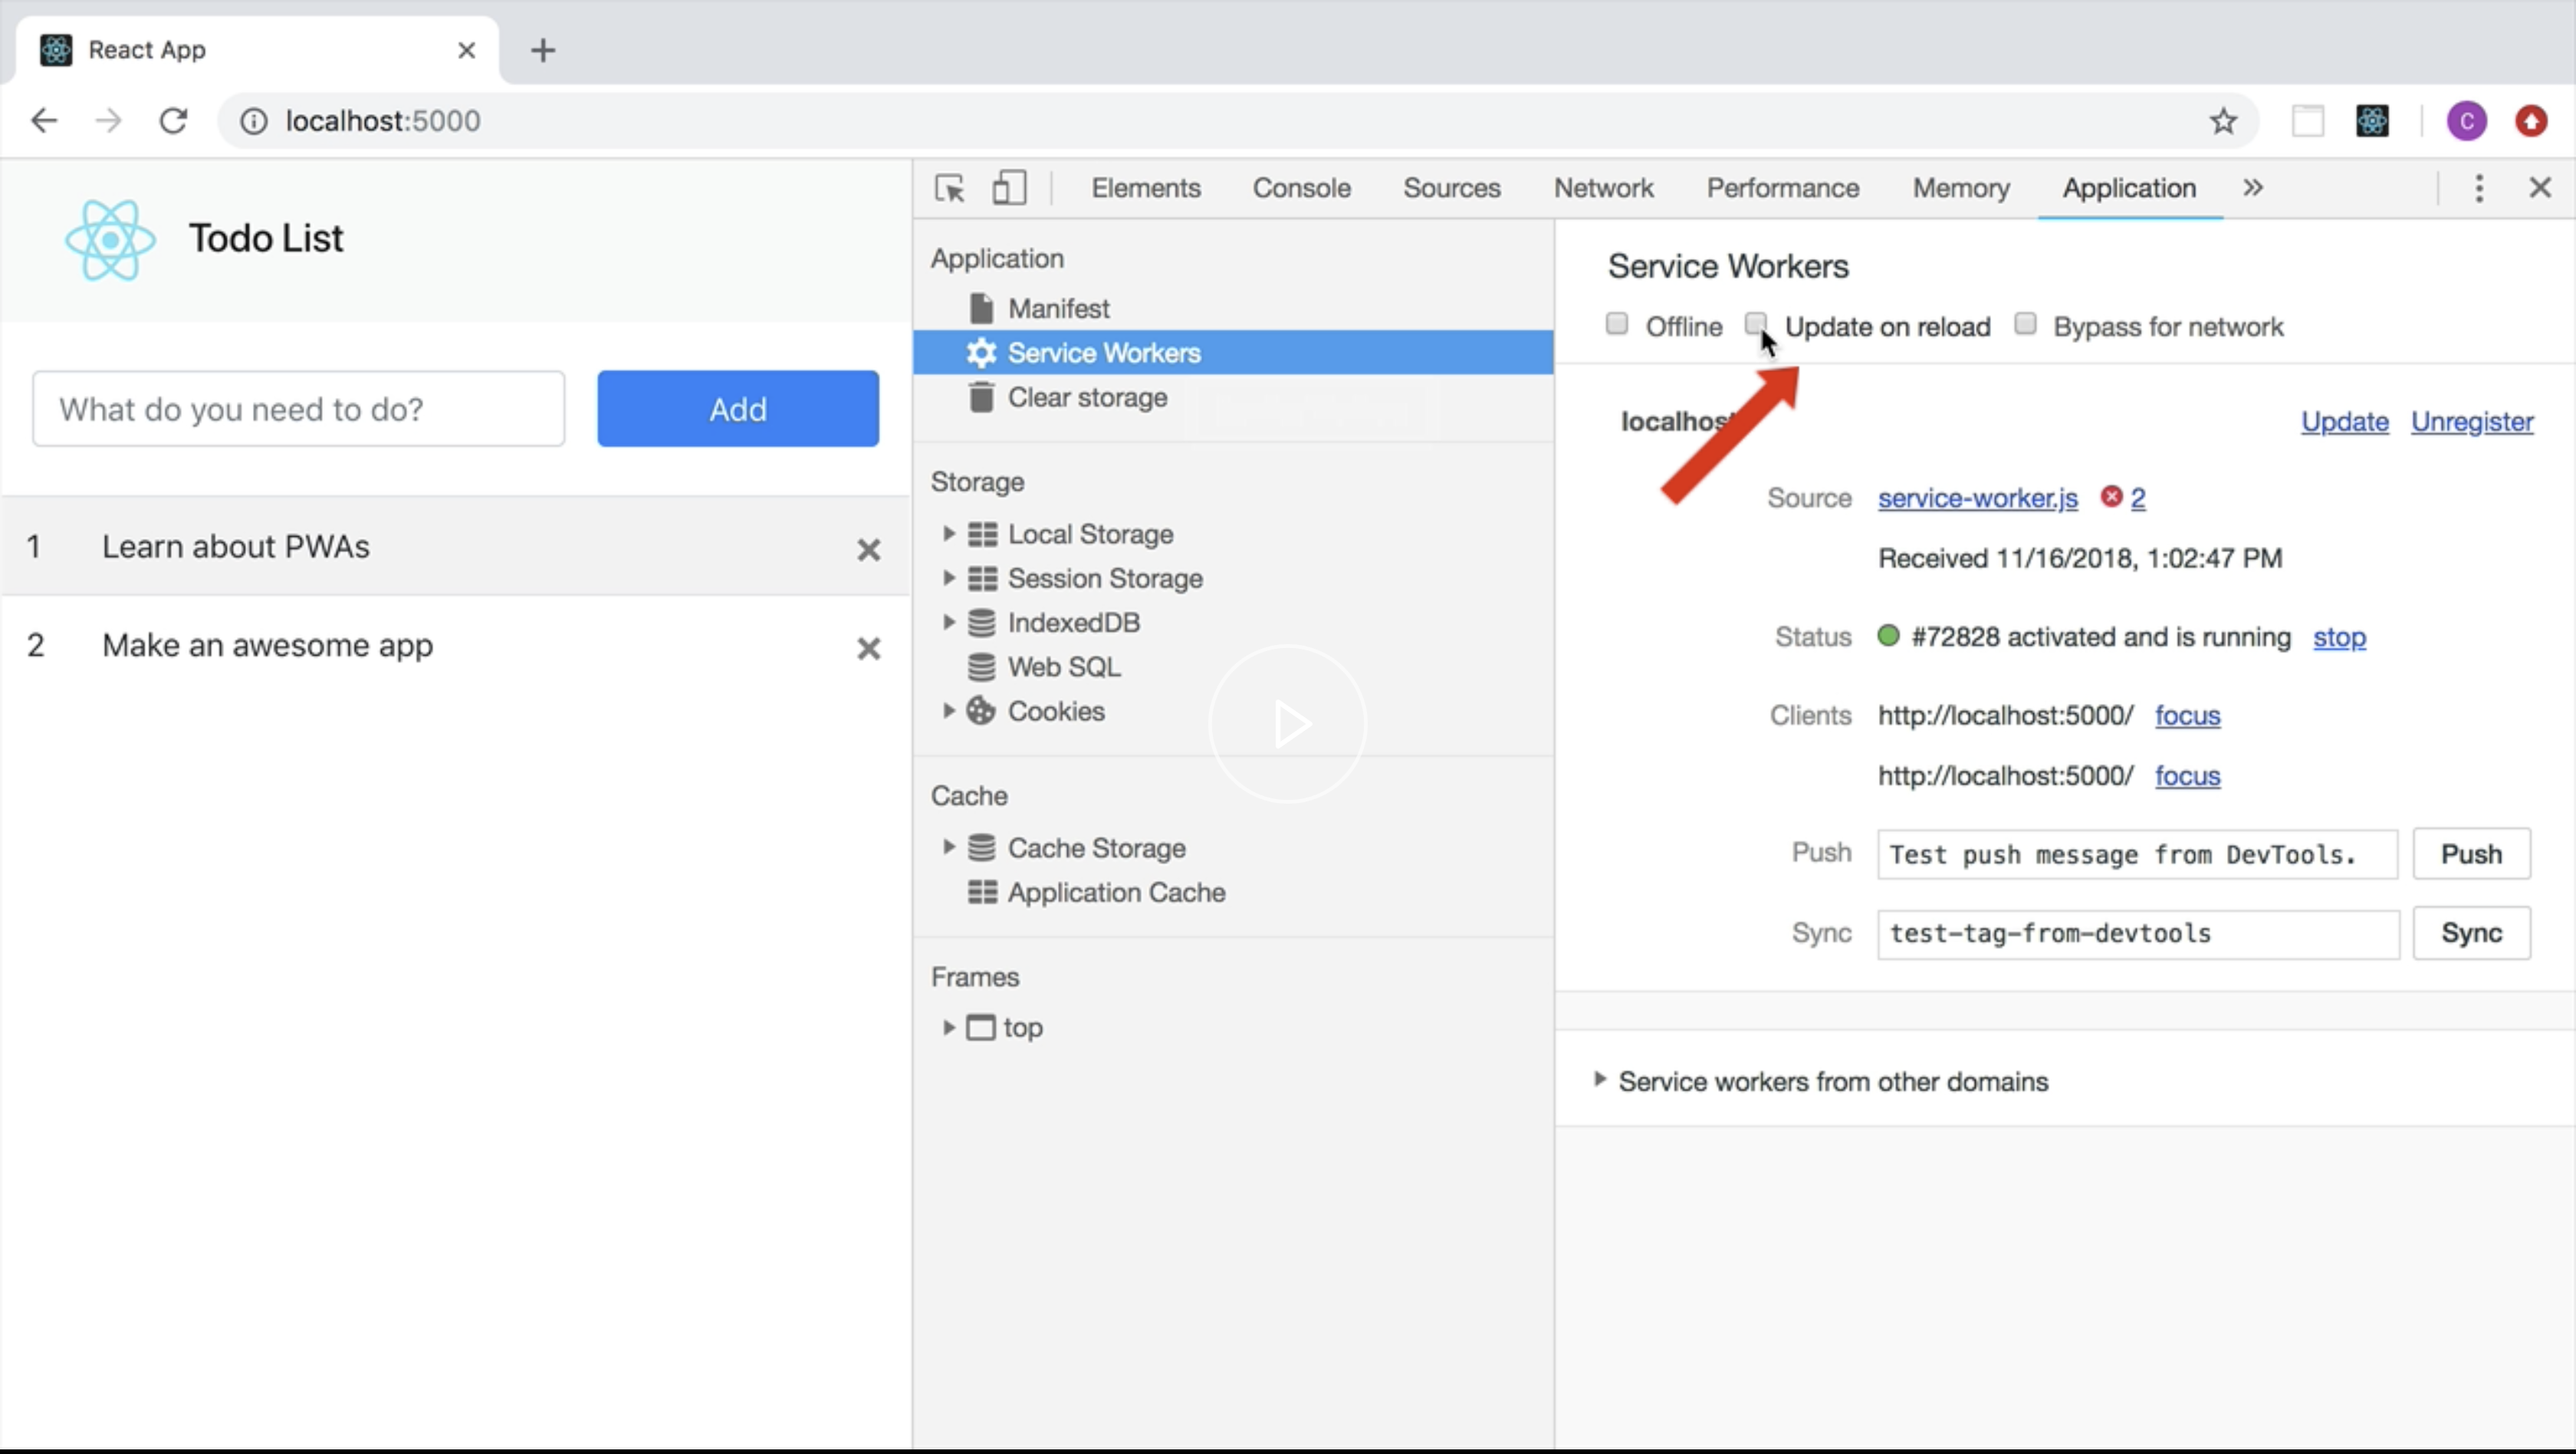 React App
localhost:5000
C
Todo List
What do you need to do?
Add
1 Learn about PWAs
2 Make an awesome app
Elements Console Sources Network Performance Memory Application
Application
Manifest
Service Workers
Clear storage
Storage
Local Storage
Session Storage
IndexedDB
Web SQL
Cookies
Cache
Cache Storage
Application Cache
Frames
top
Service Workers
Offline Update on reload Bypass for network
localhost Update Unregister
Source service-worker.js 2
Received 11/16/2018, 1:02:47 PM
Status #72828 activated and is running stop
Clients http://localhost:5000/ focus
http://localhost:5000/ focus
Push Test push message from DevTools. Push
Sync test-tag-from-devtools Sync
Service workers from other domains